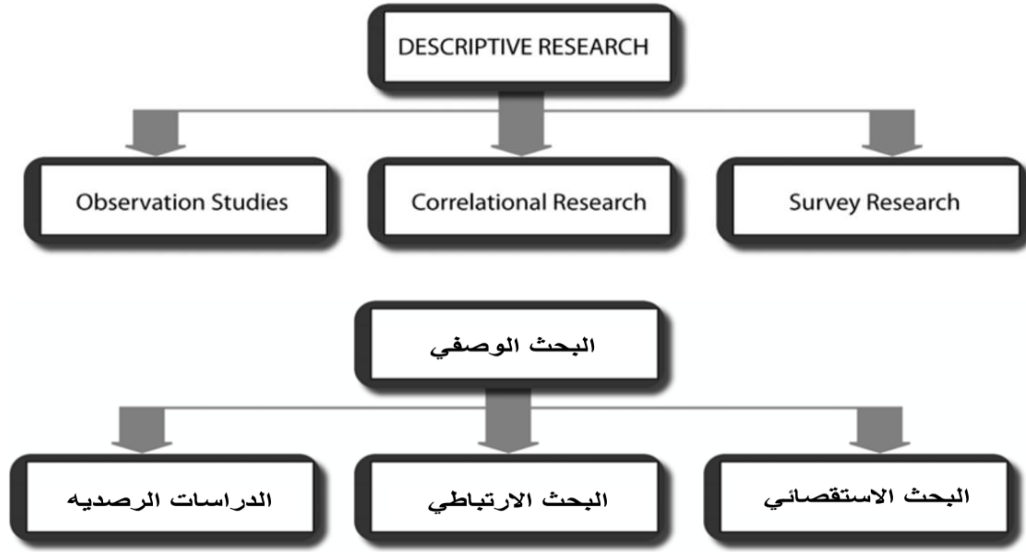 DESCRIPTIVE RESEARCH
Observation Studies
Correlational Research
Survey Research
البحث الوصفي
البحث الاستقصائي
البحث الارتباطي
الدراسات الرصديه